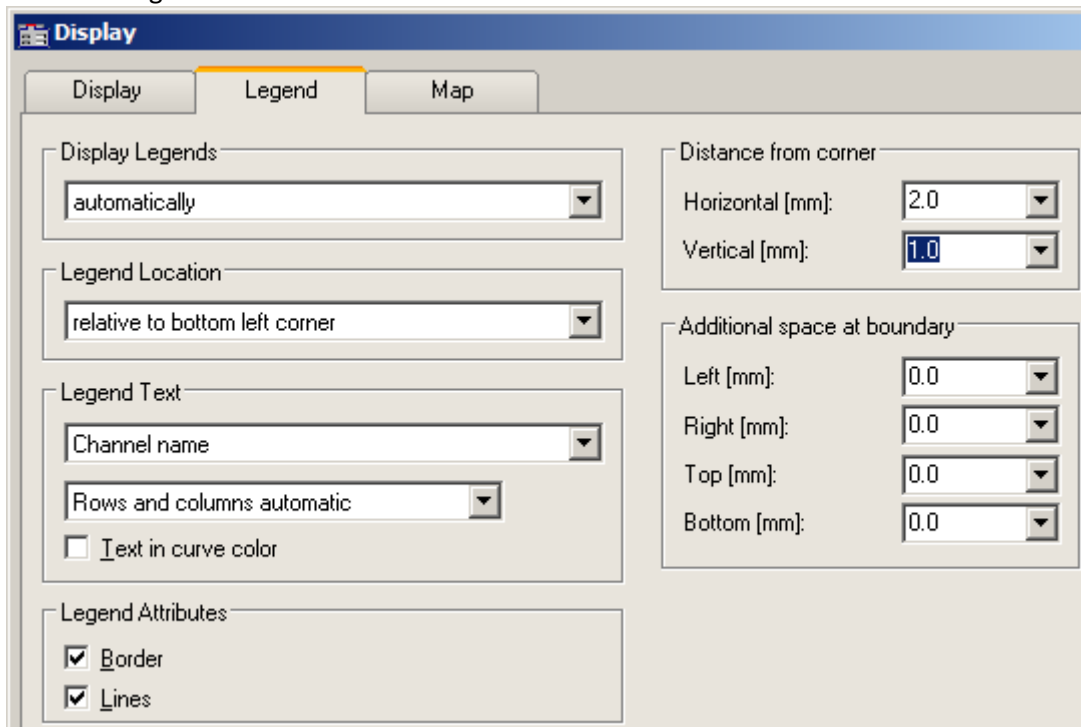 Display
Display Legend Map
Display Legends
automatically
Legend Location
relative to bottom left corner
Legend Text
Channel name
Rows and columns automatic
Text in curve color
Legend Attributes
Border
Lines
Distance from corner
Horizontal [mm]: 2.0
Vertical [mm]: 1.0
Additional space at boundary
Left [mm]: 0.0
Right [mm]: 0.0
Top [mm]: 0.0
Bottom [mm]: 0.0